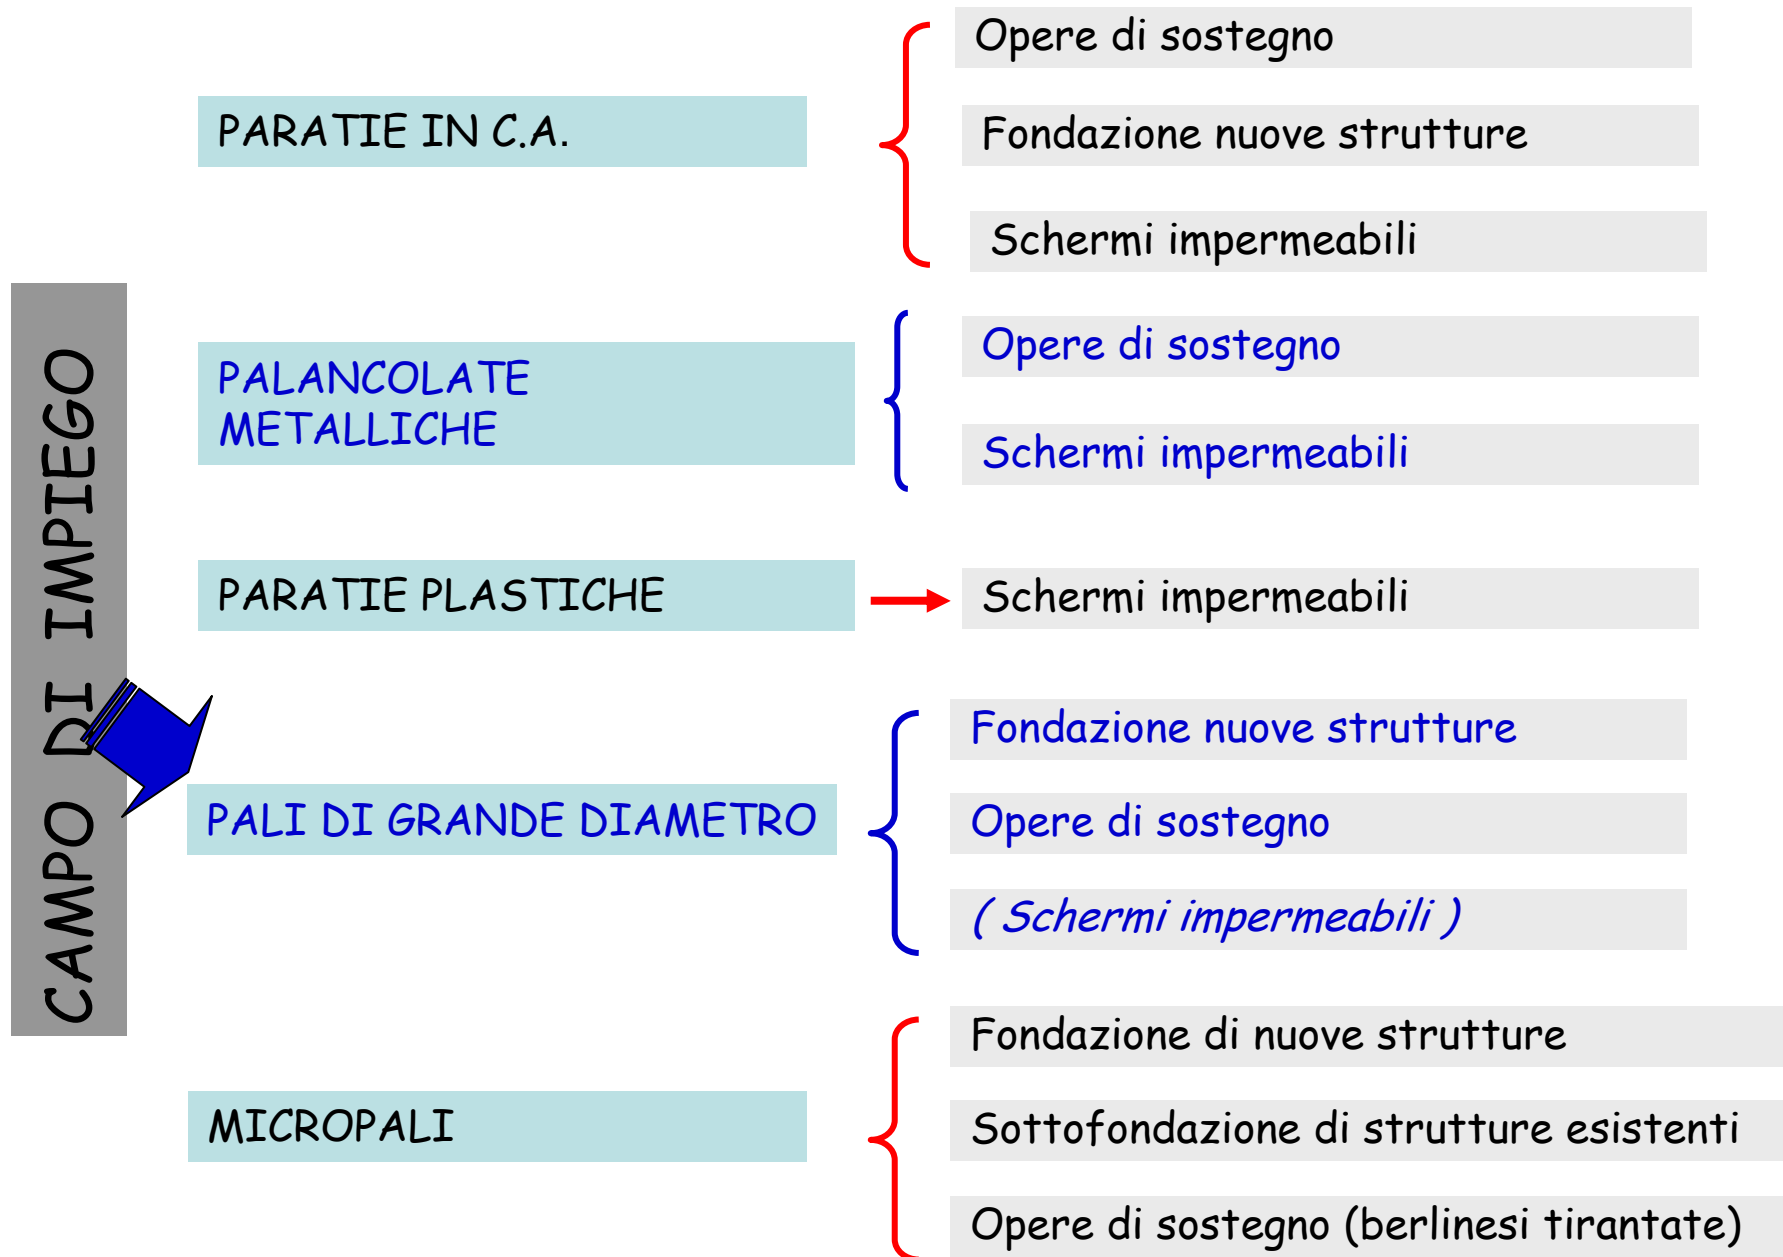 CAMPO DI IMPIEGO
PARATIE IN C.A.
Opere di sostegno
Fondazione nuove strutture
Schermi impermeabili
PALANCOLATE
METALLICHE
Opere di sostegno
Schermi impermeabili
PARATIE PLASTICHE
Schermi impermeabili
PALI DI GRANDE DIAMETRO
Fondazione nuove strutture
Opere di sostegno
( Schermi impermeabili )
MICROPALI
Fondazione di nuove strutture
Sottofondazione di strutture esistenti
Opere di sostegno (berlinesi tirantate)